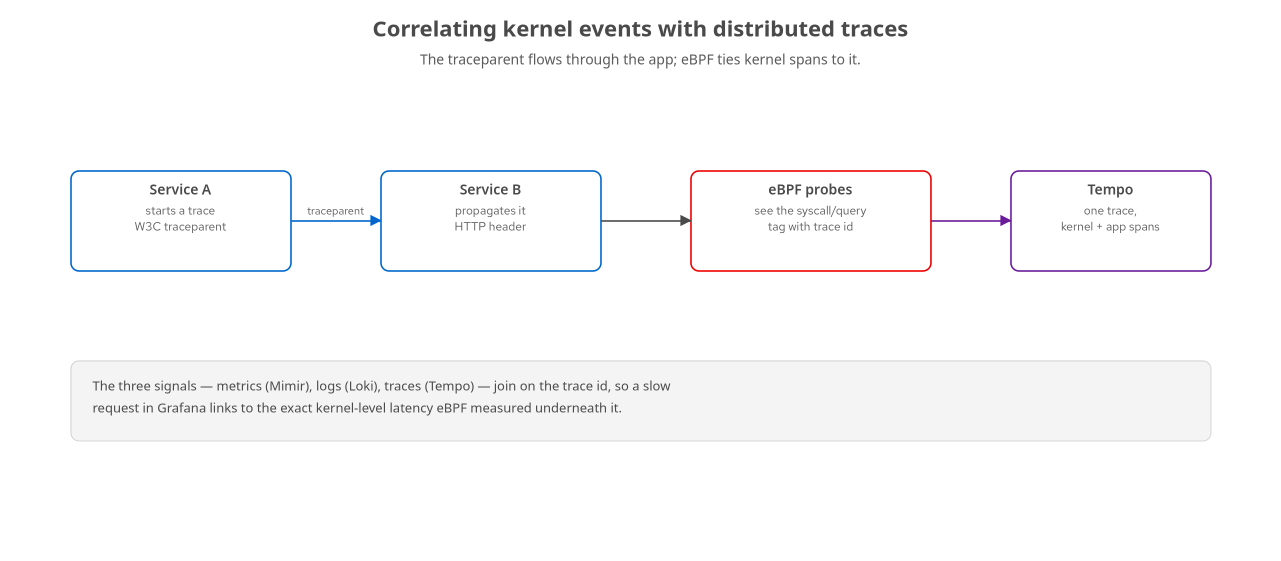 Correlating kernel events with distributed traces
The traceparent flows through the app; eBPF ties kernel spans to it.
Service A
starts a trace
W3C traceparent
traceparent
Service B
propagates it
HTTP header
eBPF probes
see the syscall/query
tag with trace id
Tempo
one trace,
kernel + app spans
The three signals — metrics (Mimir), logs (Loki), traces (Tempo) — join on the trace id, so a slow
request in Grafana links to the exact kernel-level latency eBPF measured underneath it.